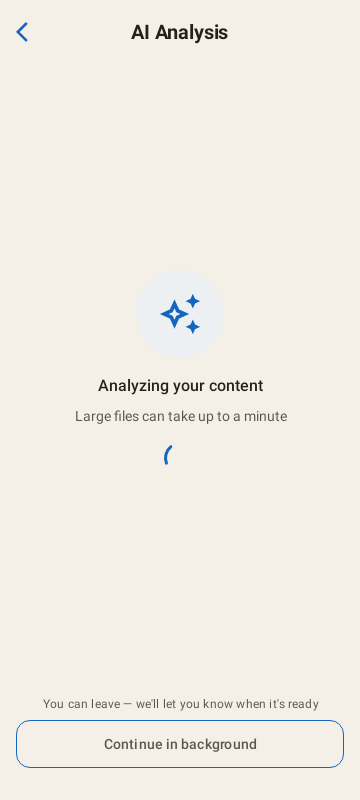 AI Analysis
Analyzing your content
Large files can take up to a minute
You can leave — we'll let you know when it's ready
Continue in background